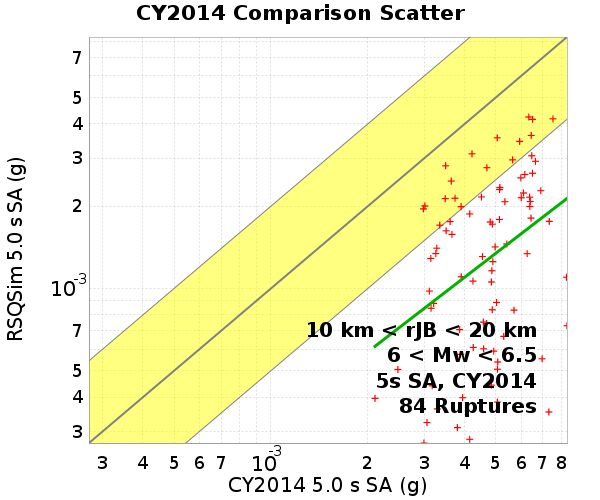 CY2014 Comparison Scatter
RSQSim 5.0 s SA (g)
7
5
4
3
2
10-3
7
5
4
3
10 km < rJB < 20 km
6 < Mw < 6.5
5s SA, CY2014
84 Ruptures
3 4 5 6 7 10-3 2 3 4 5 6 7 8
CY2014 5.0 s SA (g)